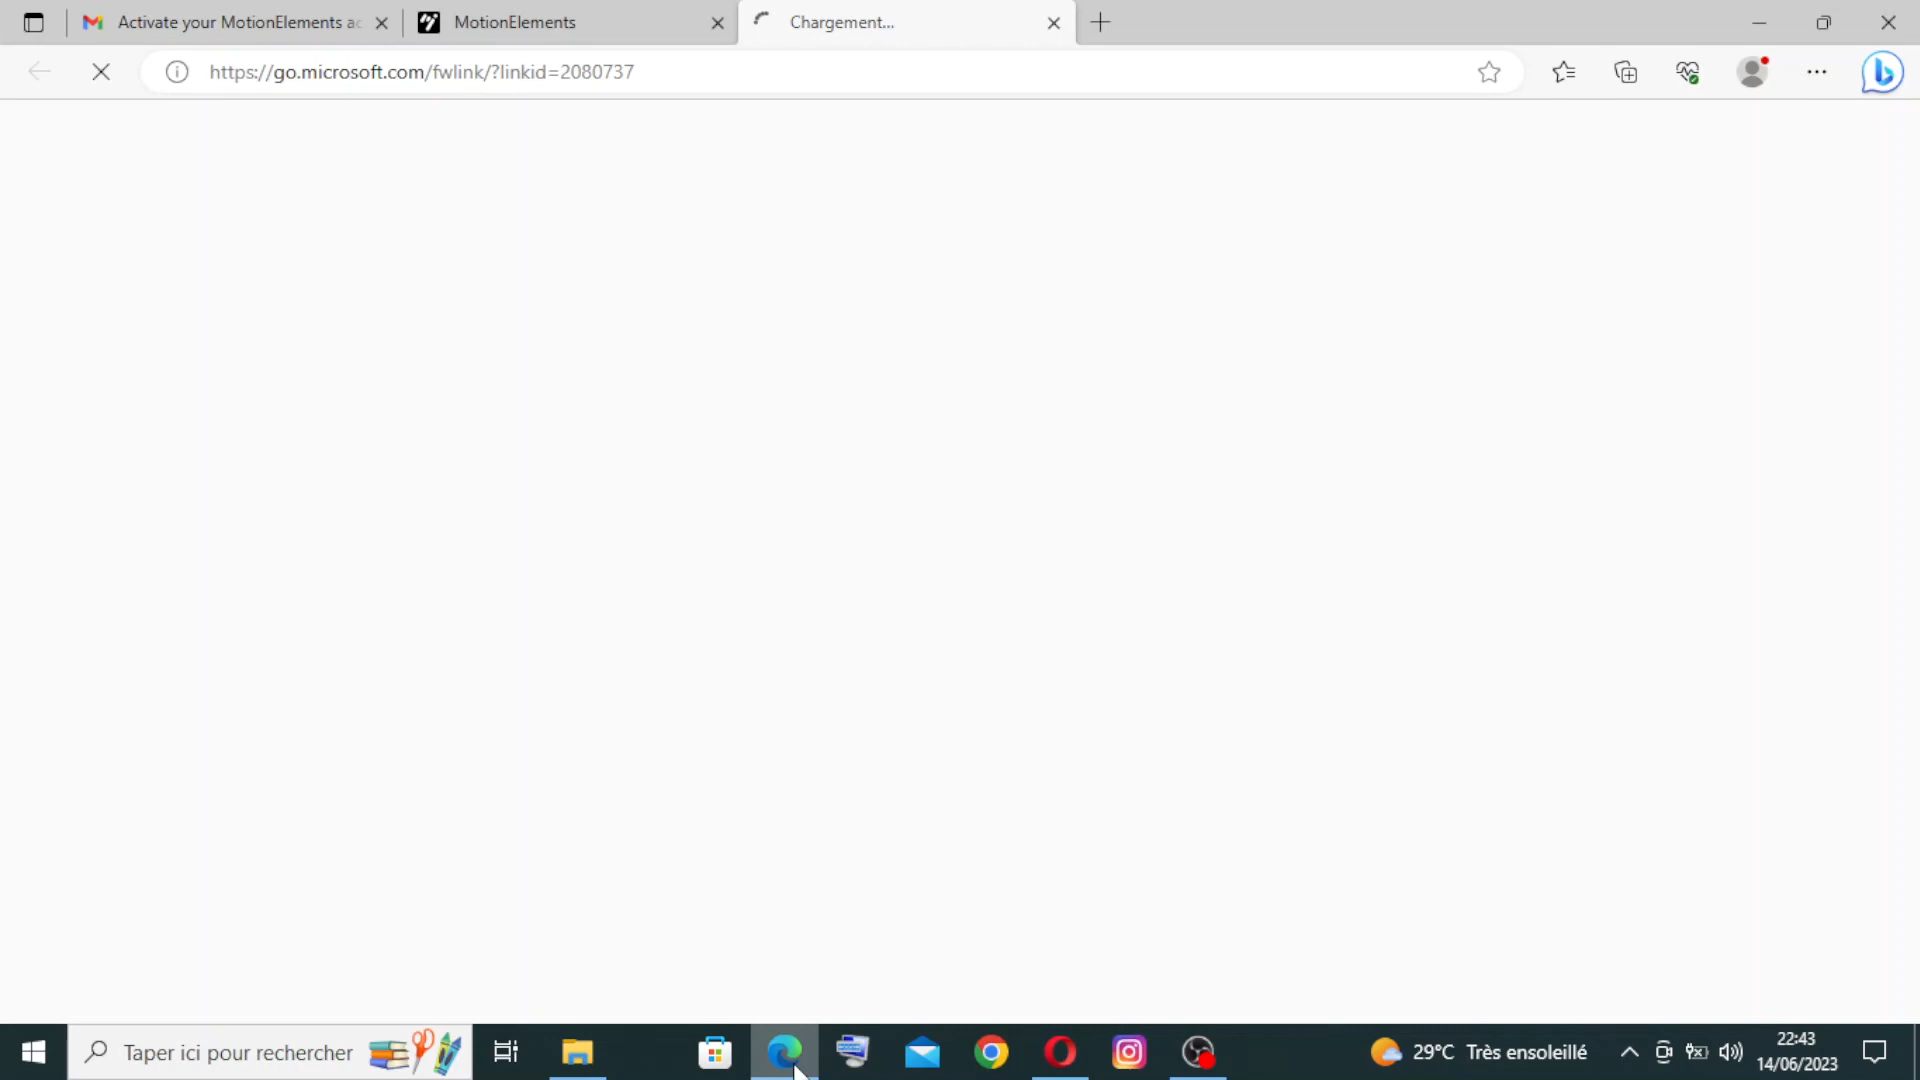 Activate your MotionElements ac
MotionElements
Chargement...
https://go.microsoft.com/fwlink/?linkid=2080737
Taper ici pour rechercher
29°C Très ensoleillé
22:43
14/06/2023